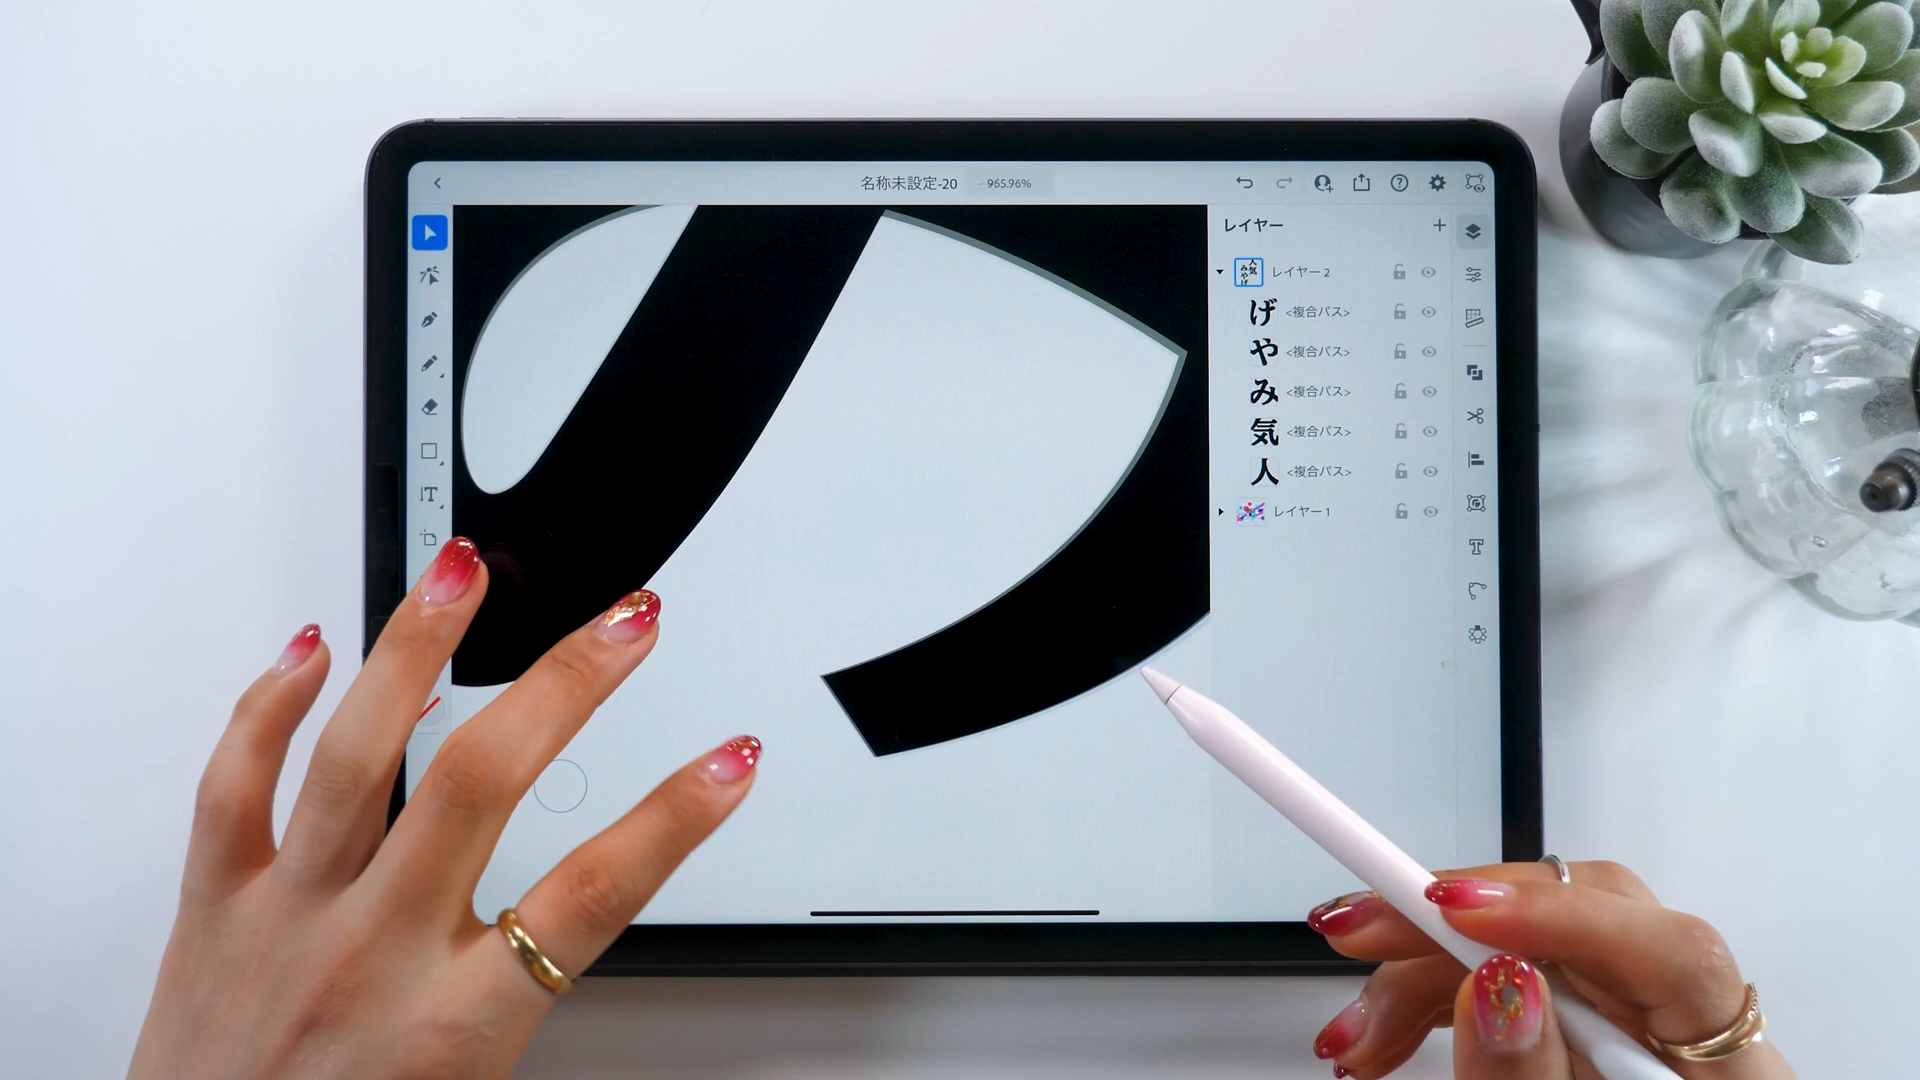 名称未設定-20 965.96%
レイヤー
レイヤー 2
げ <複合パス>
や <複合パス>
み <複合パス>
気 <複合パス>
人 <複合パス>
レイヤー 1